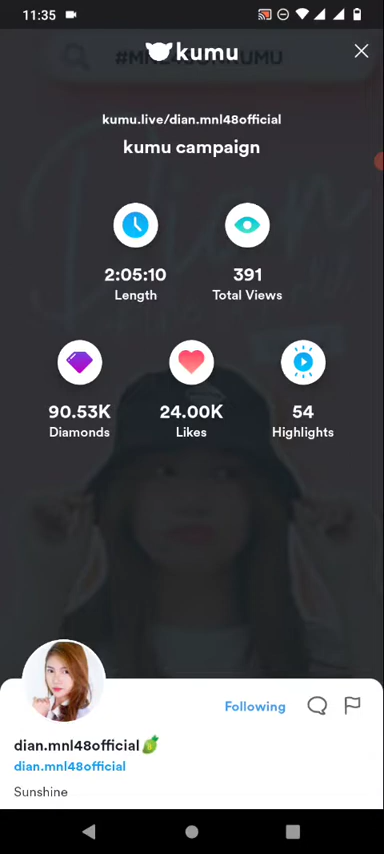 11:35
kumu
#MNL48ONKUMU
kumu.live/dian.mnl48official
kumu campaign
2:05:10
Length
391
Total Views
90.53K
Diamonds
24.00K
Likes
54
Highlights
Following
dian.mnl48official
dian.mnl48official
Sunshine